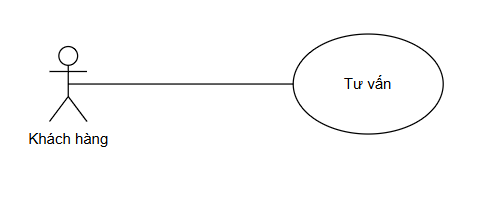 Tư vấn
Khách hàng